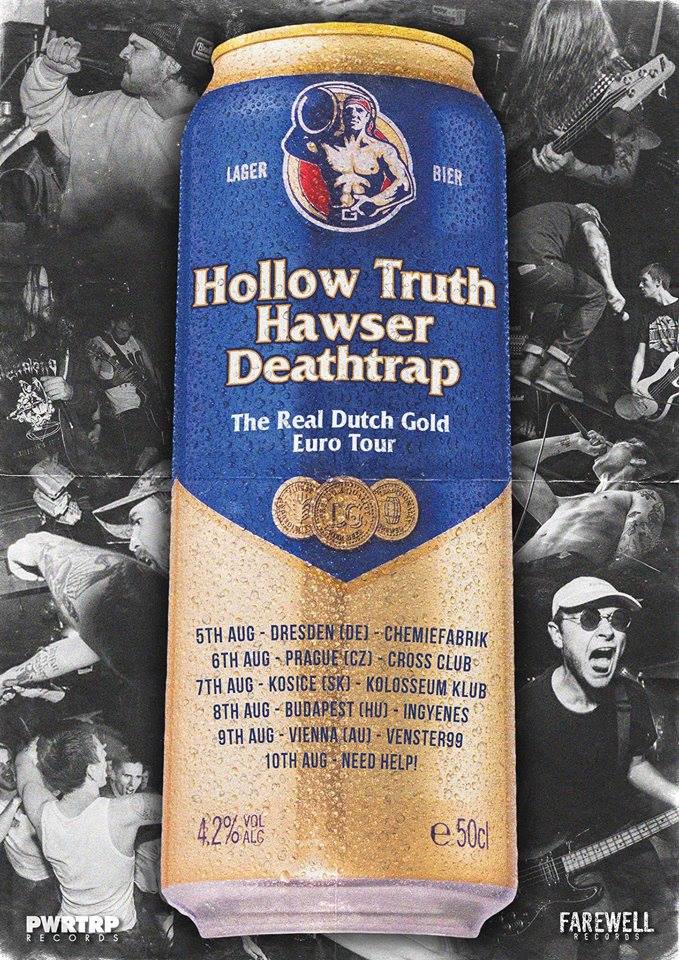 LAGER BIER
Hollow Truth
Hawser
Deathtrap
The Real Dutch Gold
Euro Tour
DG
5TH AUG - DRESDEN (DE) - CHEMIEFABRIK
6TH AUG - PRAGUE (CZ) - CROSS CLUB
7TH AUG - KOSICE (SK) - KOLOSSEUM KLUB
8TH AUG - BUDAPEST (HU) - INGYENES
9TH AUG - VIENNA (AU) - VENSTER99
10TH AUG - NEED HELP!
4.2% VOL
ALC
e 50cl
PWRTRP
RECORDS
FAREWELL
RECORDS